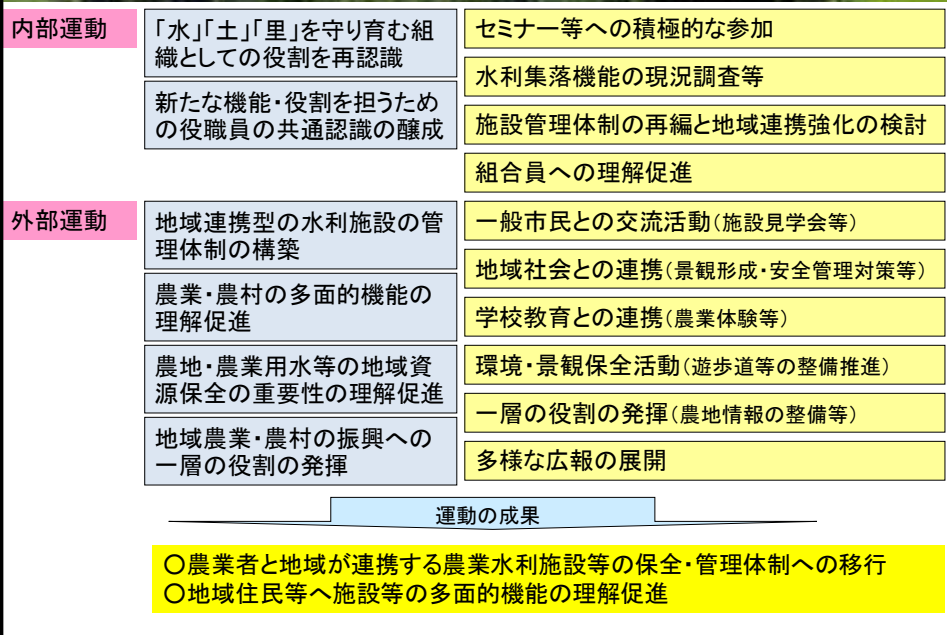 内部運動
「水」「土」「里」を守り育む組
織としての役割を再認識
新たな機能・役割を担うため
の役職員の共通認識の醸成
セミナー等への積極的な参加
水利集落機能の現況調査等
施設管理体制の再編と地域連携強化の検討
組合員への理解促進
外部運動
地域連携型の水利施設の管
理体制の構築
農業・農村の多面的機能の
理解促進
農地・農業用水等の地域資
源保全の重要性の理解促進
地域農業・農村の振興への
一層の役割の発揮
一般市民との交流活動(施設見学会等)
地域社会との連携(景観形成・安全管理対策等)
学校教育との連携(農業体験等)
環境・景観保全活動(遊歩道等の整備推進)
一層の役割の発揮(農地情報の整備等)
多様な広報の展開
運動の成果
○農業者と地域が連携する農業水利施設等の保全・管理体制への移行
○地域住民等へ施設等の多面的機能の理解促進